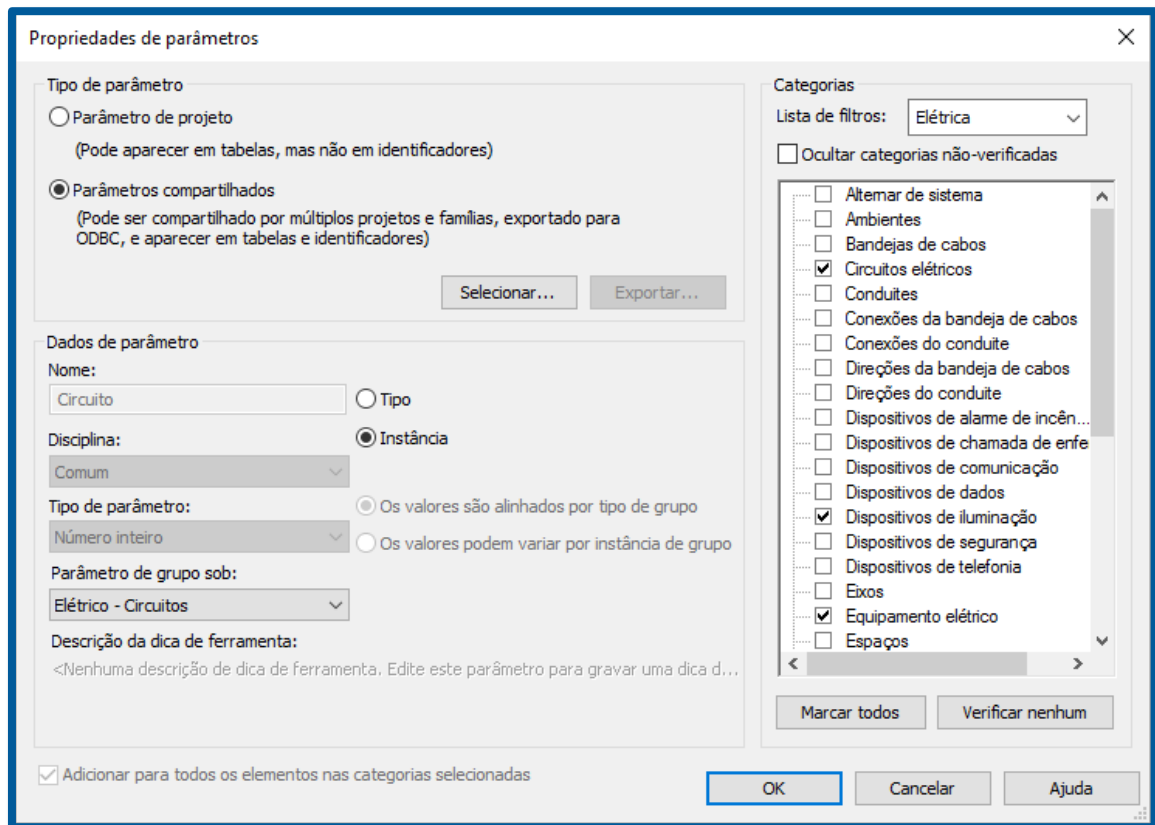 Propriedades de parâmetros
Tipo de parâmetro
Parâmetro de projeto
(Pode aparecer em tabelas, mas não em identificadores)
Parâmetros compartilhados
(Pode ser compartilhado por múltiplos projetos e famílias, exportado para
ODBC, e aparecer em tabelas e identificadores)
Selecionar...
Exportar...
Dados de parâmetro
Nome:
Circuito
Tipo
Disciplina:
Instância
Comum
Tipo de parâmetro:
Os valores são alinhados por tipo de grupo
Número inteiro
Os valores podem variar por instância de grupo
Parâmetro de grupo sob:
Elétrico - Circuitos
Descrição da dica de ferramenta:
<Nenhuma descrição de dica de ferramenta. Edite este parâmetro para gravar uma dica d...
Adicionar para todos os elementos nas categorias selecionadas
Categorias
Lista de filtros:
Elétrica
Ocultar categorias não-verificadas
Alternar de sistema
Ambientes
Bandejas de cabos
Circuitos elétricos
Conduites
Conexões da bandeja de cabos
Conexões do conduite
Direções da bandeja de cabos
Direções do conduite
Dispositivos de alarme de incên...
Dispositivos de chamada de enfe
Dispositivos de comunicação
Dispositivos de dados
Dispositivos de iluminação
Dispositivos de segurança
Dispositivos de telefonia
Eixos
Equipamento elétrico
Espaços
Marcar todos
Verificar nenhum
OK
Cancelar
Ajuda